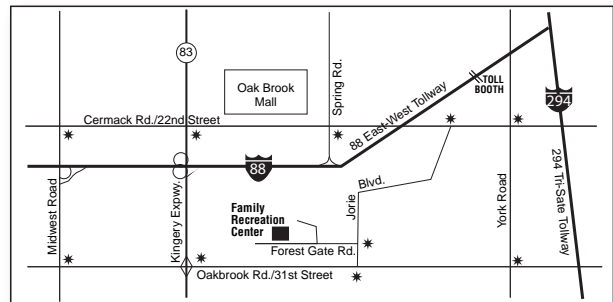 83
Oak Brook
Mall
Spring Rd.
88 East-West Tollway
TOLL
BOOTH
294
Cermack Rd./22nd Street
88
Midwest Road
Kingery Expwy.
Family
Recreation
Center
Jorie
Blvd.
Forest Gate Rd.
York Road
294 Tri-Sate Tollway
Oakbrook Rd./31st Street